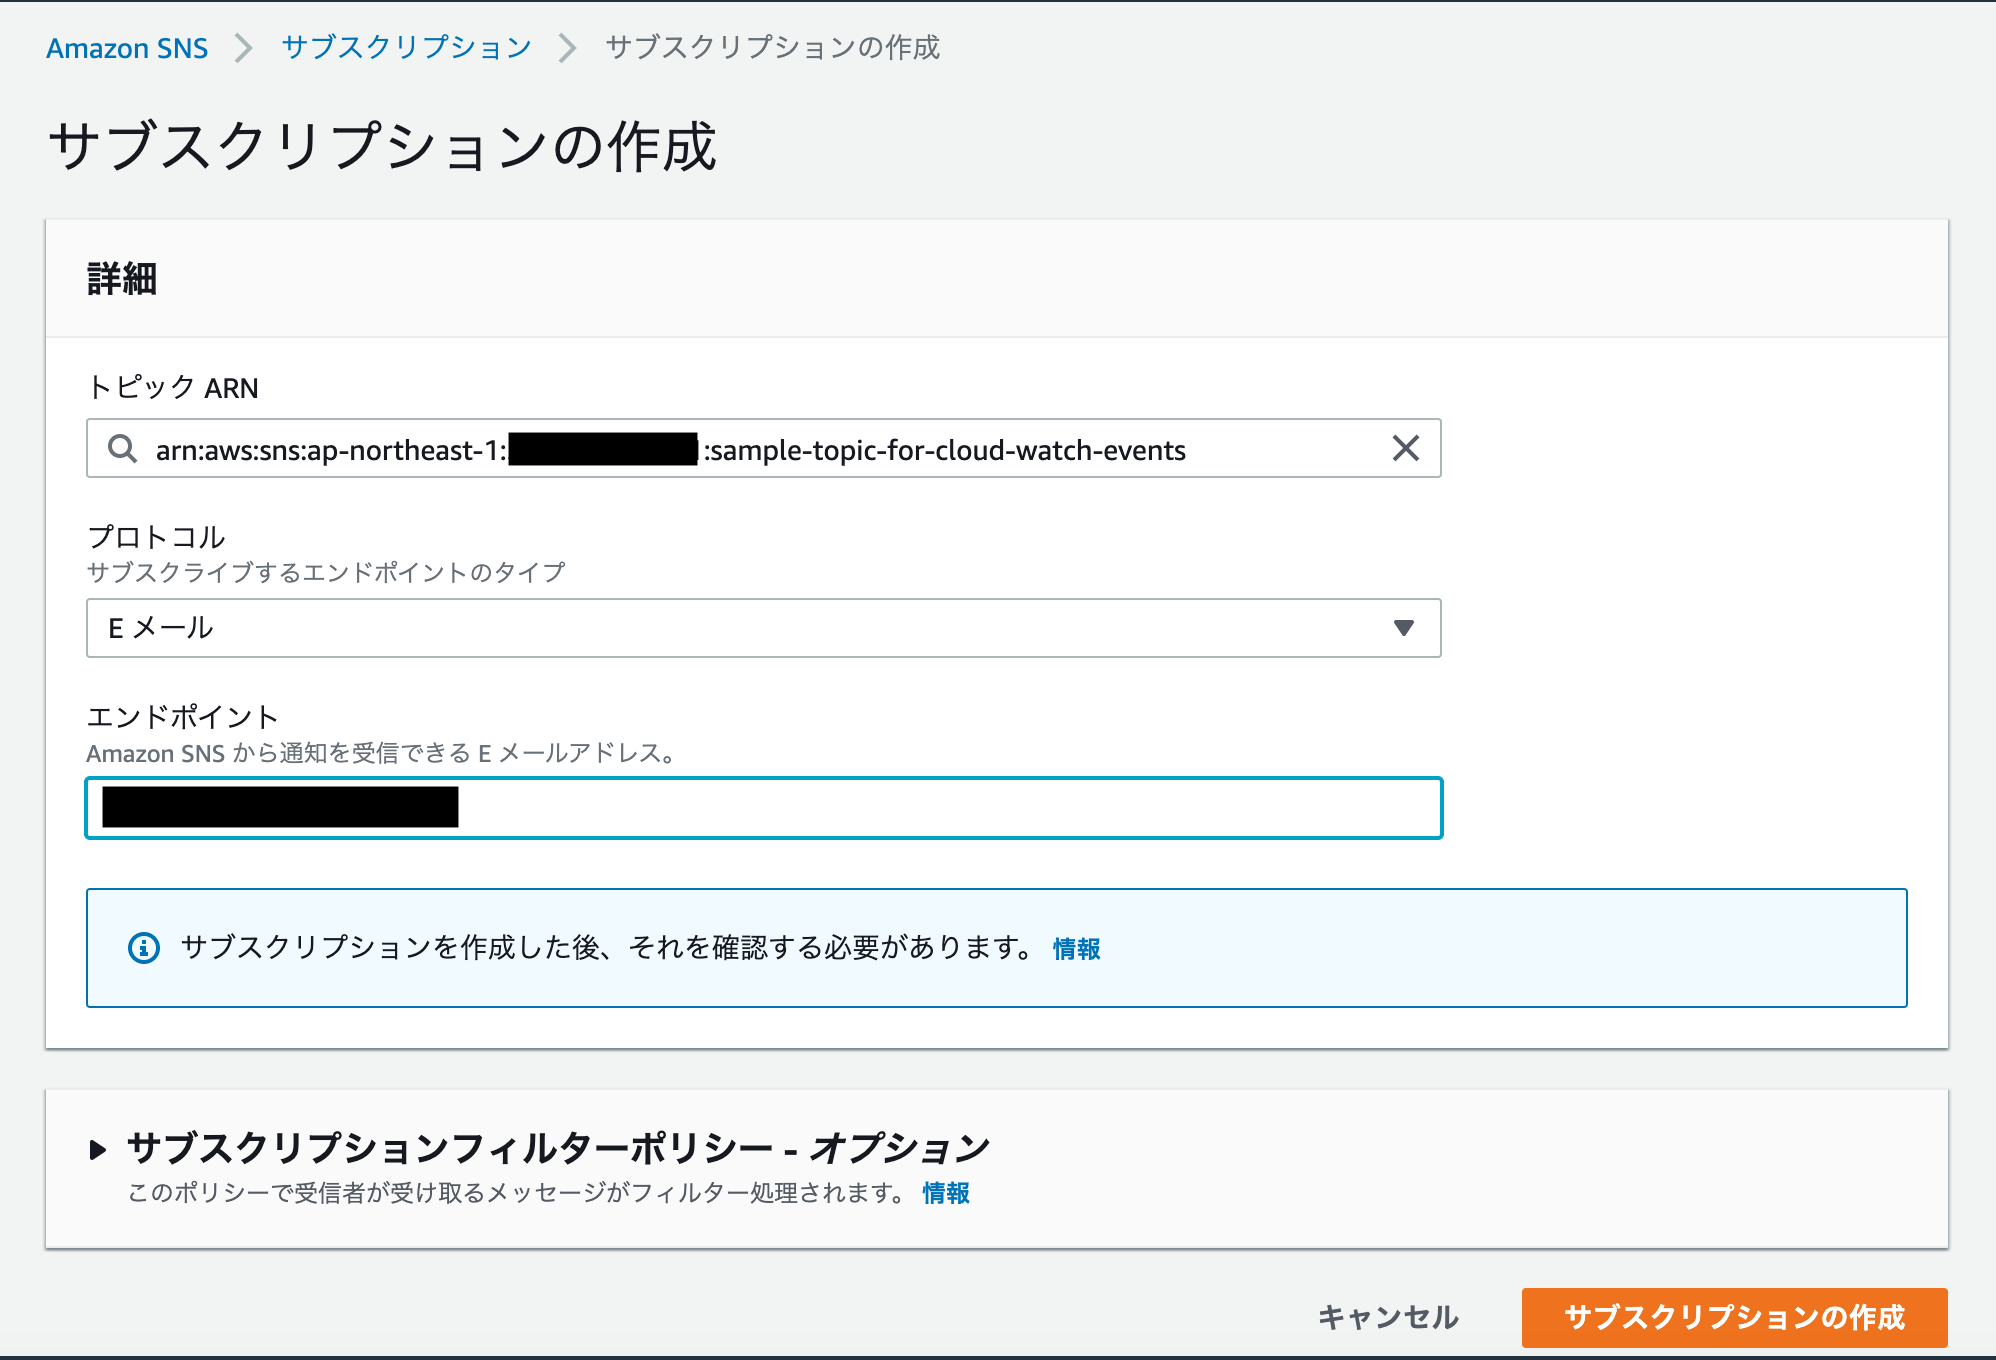 Amazon SNS > サブスクリプション > サブスクリプションの作成
サブスクリプションの作成
詳細
トピック ARN
arn:aws:sns:ap-northeast-1: :sample-topic-for-cloud-watch-events
プロトコル
サブスクライブするエンドポイントのタイプ
E メール
エンドポイント
Amazon SNS から通知を受信できる E メールアドレス。
サブスクリプションを作成した後、それを確認する必要があります。 情報
サブスクリプションフィルターポリシー - オプション
このポリシーで受信者が受け取るメッセージがフィルター処理されます。 情報
キャンセル サブスクリプションの作成